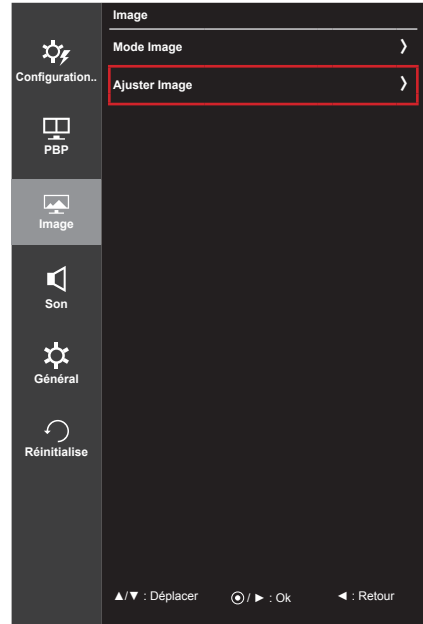 Image
Mode Image ❯
Ajuster Image ❯
Configuration..
PBP
Image
Son
Général
Réinitialise
▲/▼ : Déplacer ⦿/ ► : Ok ◄ : Retour